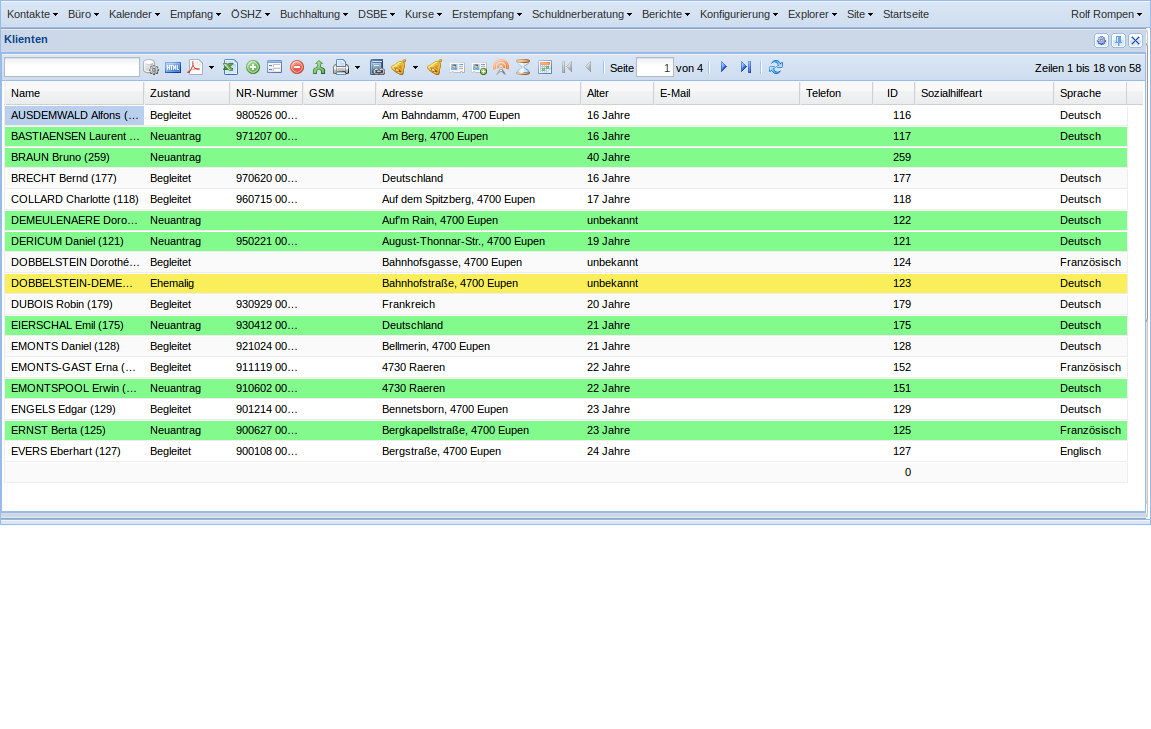 Kontakte Büro Kalender Empfang ÖSHZ Buchhaltung DSBE Kurse Erstempfang Schuldnerberatung Berichte Konfigurierung Explorer Site Startseite Rolf Rompen
Klienten
HTML Seite 1 von 4 Zeilen 1 bis 18 von 58
Name Zustand NR-Nummer GSM Adresse Alter E-Mail Telefon ID Sozialhilfeart Sprache
AUSDEMWALD Alfons (... Begleitet 980526 00... Am Bahndamm, 4700 Eupen 16 Jahre 116 Deutsch
BASTIAENSEN Laurent ... Neuantrag 971207 00... Am Berg, 4700 Eupen 16 Jahre 117 Deutsch
BRAUN Bruno (259) Neuantrag 40 Jahre 259
BRECHT Bernd (177) Begleitet 970620 00... Deutschland 16 Jahre 177 Deutsch
COLLARD Charlotte (118) Begleitet 960715 00... Auf dem Spitzberg, 4700 Eupen 17 Jahre 118 Deutsch
DEMEULENAERE Doro... Neuantrag Auf'm Rain, 4700 Eupen unbekannt 122 Deutsch
DERICUM Daniel (121) Neuantrag 950221 00... August-Thonnar-Str., 4700 Eupen 19 Jahre 121 Deutsch
DOBBELSTEIN Dorothé... Begleitet Bahnhofsgasse, 4700 Eupen unbekannt 124 Französisch
DOBBELSTEIN-DEME... Ehemalig Bahnhofstraße, 4700 Eupen unbekannt 123 Deutsch
DUBOIS Robin (179) Begleitet 930929 00... Frankreich 20 Jahre 179 Deutsch
EIERSCHAL Emil (175) Neuantrag 930412 00... Deutschland 21 Jahre 175 Deutsch
EMONTS Daniel (128) Begleitet 921024 00... Bellmerin, 4700 Eupen 21 Jahre 128 Deutsch
EMONTS-GAST Erna (... Begleitet 911119 00... 4730 Raeren 22 Jahre 152 Französisch
EMONTSPOOL Erwin (... Neuantrag 910602 00... 4730 Raeren 22 Jahre 151 Deutsch
ENGELS Edgar (129) Begleitet 901214 00... Bennetsborn, 4700 Eupen 23 Jahre 129 Deutsch
ERNST Berta (125) Neuantrag 900627 00... Bergkapellstraße, 4700 Eupen 23 Jahre 125 Französisch
EVERS Eberhart (127) Begleitet 900108 00... Bergstraße, 4700 Eupen 24 Jahre 127 Englisch
0